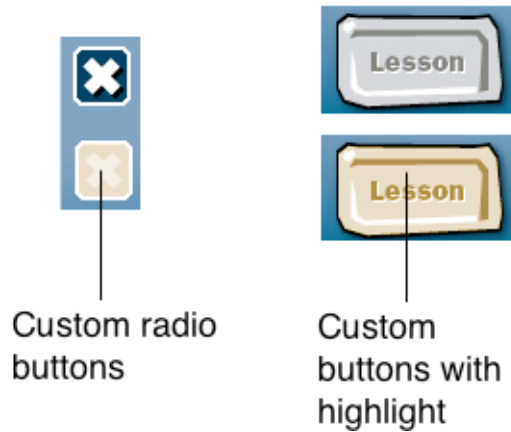 Lesson
Lesson
Custom radio
buttons
Custom
buttons with
highlight